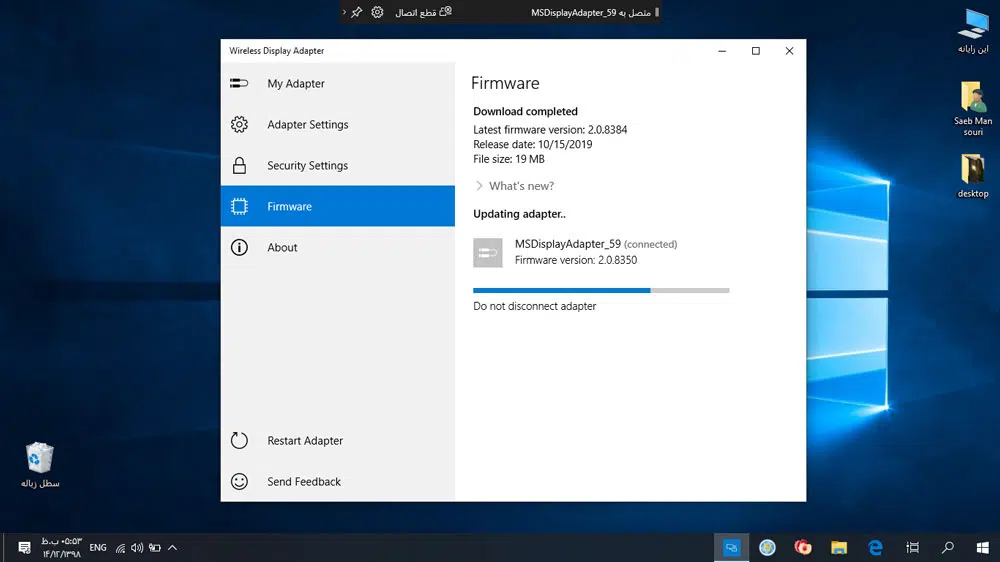 متصل به MSDisplayAdapter_59
قطع اتصال
Wireless Display Adapter
My Adapter
Adapter Settings
Security Settings
Firmware
About
Restart Adapter
Send Feedback
Firmware
Download completed
Latest firmware version: 2.0.8384
Release date: 10/15/2019
File size: 19 MB
What's new?
Updating adapter..
MSDisplayAdapter_59 (connected)
Firmware version: 2.0.8350
Do not disconnect adapter
این رایانه
Saeb Man
souri
desktop
سطل زباله
ENG
۰۵:۵۳ ب.ظ
۱۴/۱۲/۱۳۹۸